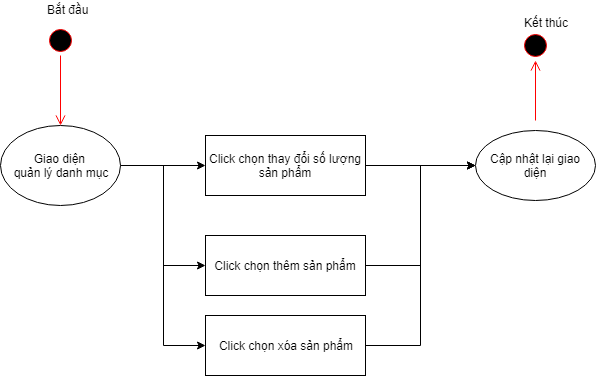 Bắt đầu
Kết thúc
Giao diện
quản lý danh mục
Click chọn thay đổi số lượng
sản phẩm
Cập nhật lại giao
diện
Click chọn thêm sản phẩm
Click chọn xóa sản phẩm